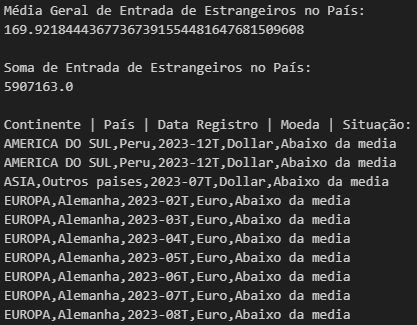 Média Geral de Entrada de Estrangeiros no País:
169.92184443677367391554481647681509608

Soma de Entrada de Estrangeiros no País:
5907163.0

Continente | País | Data Registro | Moeda | Situação:
AMERICA DO SUL,Peru,2023-12T,Dollar,Abaixo da media
AMERICA DO SUL,Peru,2023-12T,Dollar,Abaixo da media
ASIA,Outros paises,2023-07T,Dollar,Abaixo da media
EUROPA,Alemanha,2023-02T,Euro,Abaixo da media
EUROPA,Alemanha,2023-03T,Euro,Abaixo da media
EUROPA,Alemanha,2023-04T,Euro,Abaixo da media
EUROPA,Alemanha,2023-05T,Euro,Abaixo da media
EUROPA,Alemanha,2023-06T,Euro,Abaixo da media
EUROPA,Alemanha,2023-07T,Euro,Abaixo da media
EUROPA,Alemanha,2023-08T,Euro,Abaixo da media